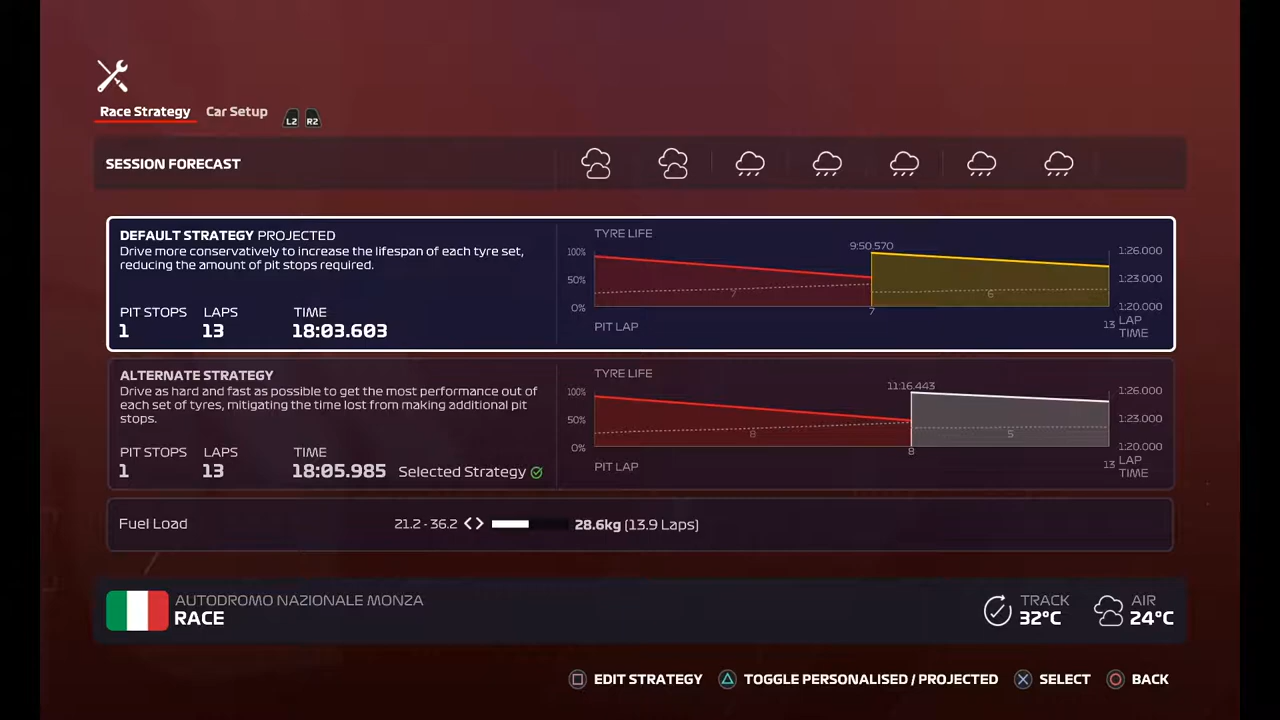 Race Strategy Car Setup L2 R2
SESSION FORECAST
DEFAULT STRATEGY PROJECTED
Drive more conservatively to increase the lifespan of each tyre set,
reducing the amount of pit stops required.
PIT STOPS LAPS TIME
1 13 18:03.603
TYRE LIFE
9:50.570
100% 1:26.000
50% 1:23.000
7 6
0% 1:20.000
7
PIT LAP 13 LAP
TIME
ALTERNATE STRATEGY
Drive as hard and fast as possible to get the most performance out of
each set of tyres, mitigating the time lost from making additional pit
stops.
PIT STOPS LAPS TIME
1 13 18:05.985 Selected Strategy
TYRE LIFE
11:16.443
100% 1:26.000
50% 1:23.000
8 5
0% 1:20.000
8
PIT LAP 13 LAP
TIME
Fuel Load 21.2 - 36.2 28.6kg (13.9 Laps)
AUTODROMO NAZIONALE MONZA
RACE
TRACK
32°C
AIR
24°C
EDIT STRATEGY TOGGLE PERSONALISED / PROJECTED SELECT BACK